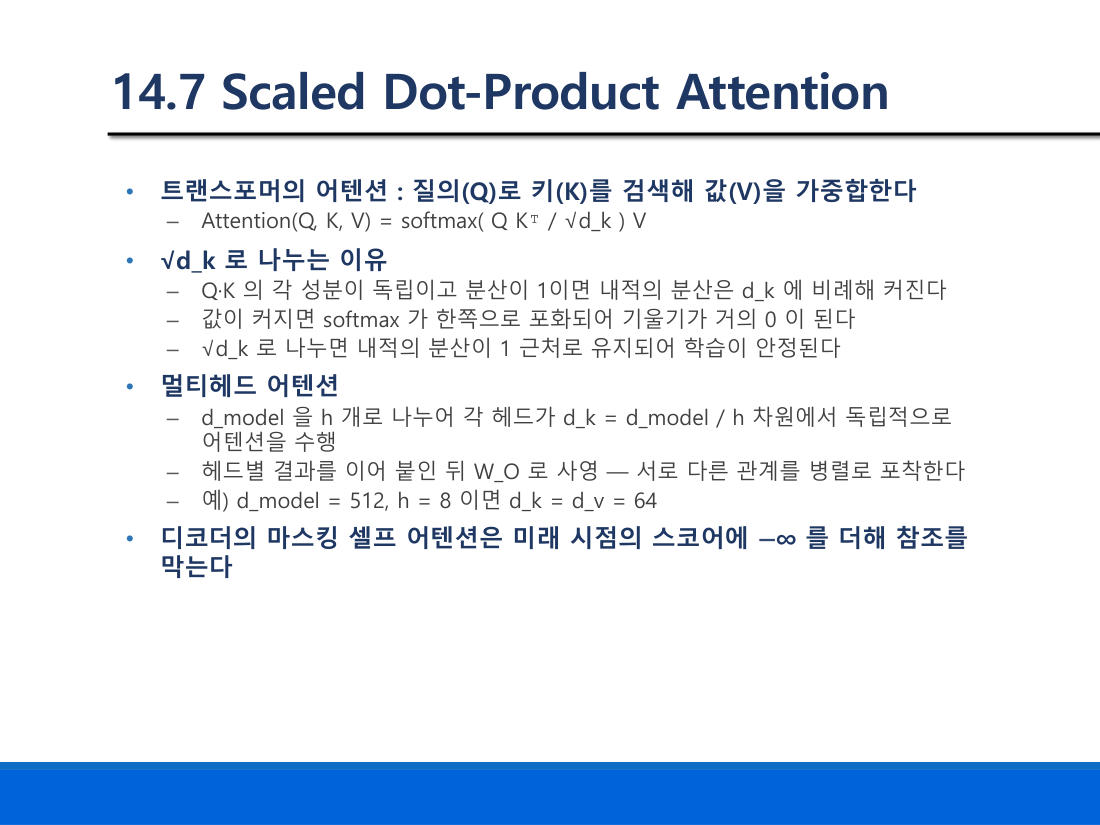 14.7 Scaled Dot-Product Attention
• 트랜스포머의 어텐션 : 질의(Q)로 키(K)를 검색해 값(V)을 가중합한다
– Attention(Q, K, V) = softmax( Q Kᵀ / √d_k ) V
• √d_k 로 나누는 이유
– Q·K 의 각 성분이 독립이고 분산이 1이면 내적의 분산은 d_k 에 비례해 커진다
– 값이 커지면 softmax 가 한쪽으로 포화되어 기울기가 거의 0 이 된다
– √d_k 로 나누면 내적의 분산이 1 근처로 유지되어 학습이 안정된다
• 멀티헤드 어텐션
– d_model 을 h 개로 나누어 각 헤드가 d_k = d_model / h 차원에서 독립적으로
어텐션을 수행
– 헤드별 결과를 이어 붙인 뒤 W_O 로 사영 — 서로 다른 관계를 병렬로 포착한다
– 예) d_model = 512, h = 8 이면 d_k = d_v = 64
• 디코더의 마스킹 셀프 어텐션은 미래 시점의 스코어에 −∞ 를 더해 참조를
막는다